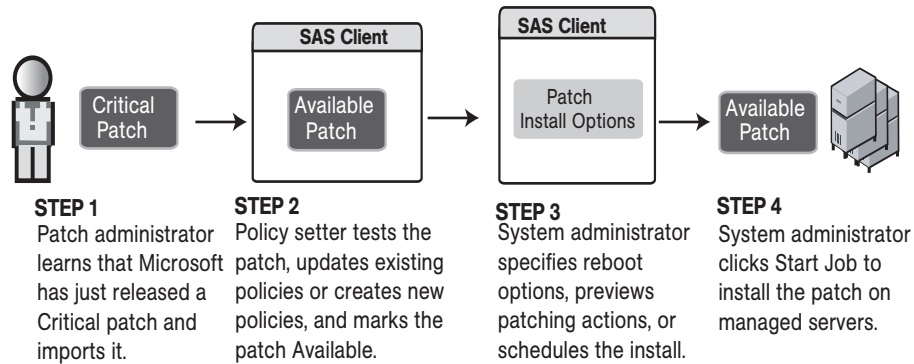 SAS Client
SAS Client
Critical
Patch
Available
Patch
Patch
Install Options
Available
Patch
STEP 1
Patch administrator
learns that Microsoft
has just released a
Critical patch and
imports it.
STEP 2
Policy setter tests the
patch, updates existing
policies or creates new
policies, and marks the
patch Available.
STEP 3
System administrator
specifies reboot
options, previews
patching actions, or
schedules the install.
STEP 4
System administrator
clicks Start Job to
install the patch on
managed servers.